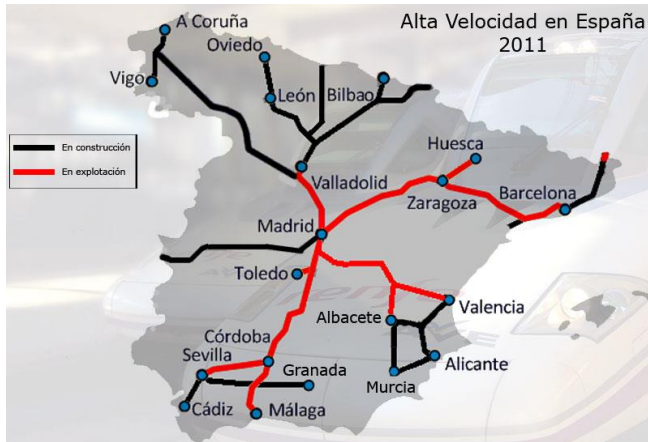 Alta Velocidad en España
2011
A Coruña
Oviedo
Vigo
León
Bilbao
En construcción
En explotación
Huesca
Valladolid
Zaragoza
Barcelona
Madrid
Toledo
Valencia
Albacete
Córdoba
Sevilla
Granada
Alicante
Murcia
Cádiz
Málaga